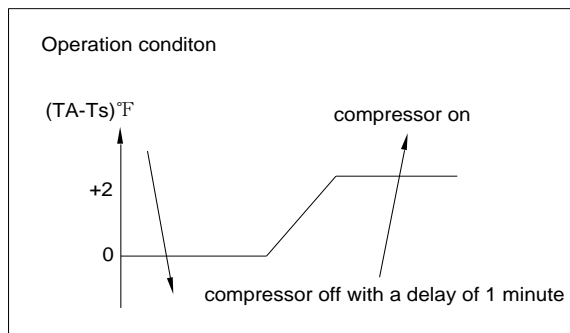 Operation conditon
(TA-Ts)℉
compressor on
+2
0
compressor off with a delay of 1 minute